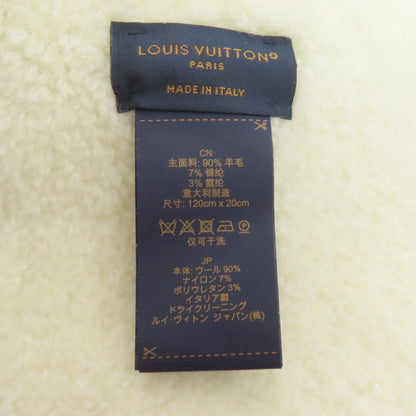 LOUIS VUITTON®
PARIS
MADE IN ITALY
CN
主面料: 90% 羊毛
7% 锦纶
3% 氨纶
意大利制造
尺寸: 120cm x 20cm
仅可干洗
JP
本体: ウール 90%
ナイロン 7%
ポリウレタン 3%
イタリア製
ドライクリーニング
ルイ・ヴィトン ジャパン(株)